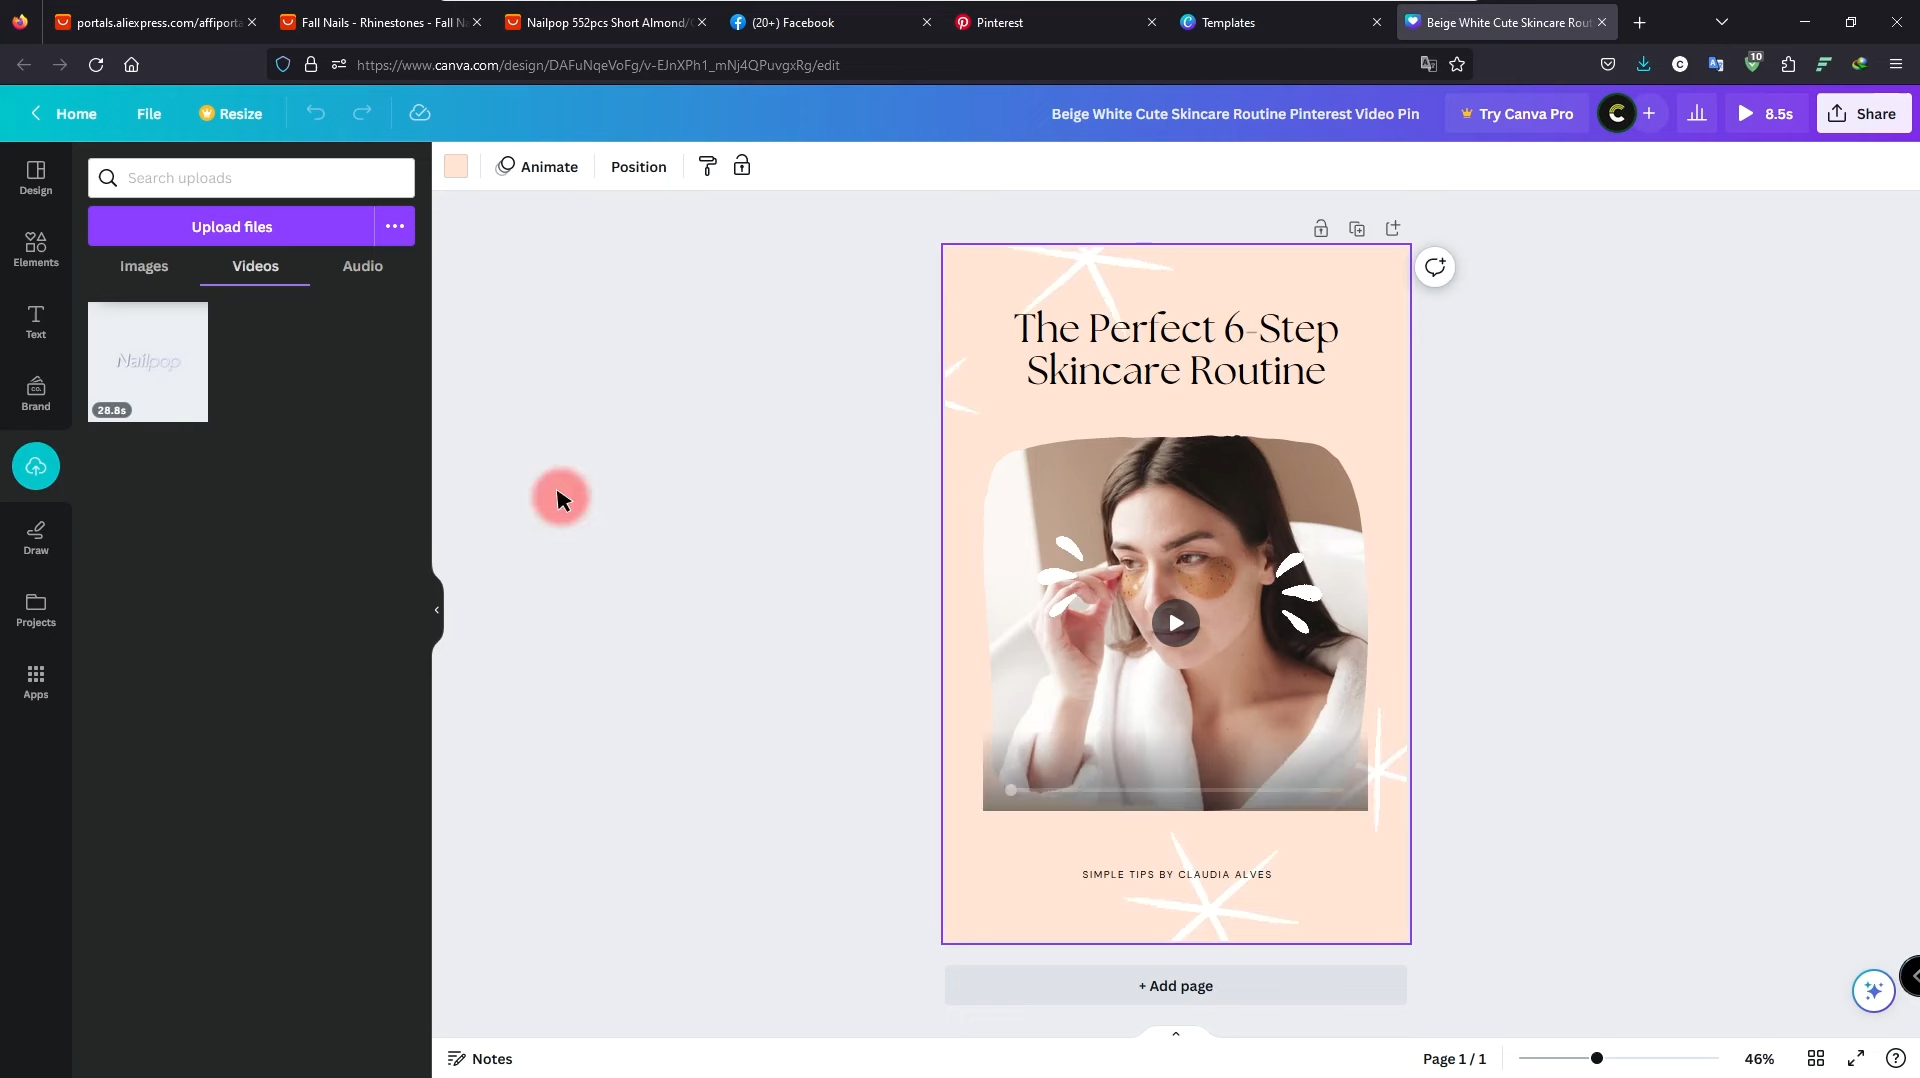 portals.aliexpress.com/affiporta
Fall Nails - Rhinestones - Fall N
Nailpop 552pcs Short Almond/
(20+) Facebook
Pinterest
Templates
Beige White Cute Skincare Rout
https://www.canva.com/design/DAFuNqeVoFg/v-EJnXPh1_mNj4QPuvgxRg/edit
10
Home
File
Resize
Beige White Cute Skincare Routine Pinterest Video Pin
Try Canva Pro
8.5s
Share
Design
Elements
Text
Brand
Draw
Projects
Apps
Search uploads
Upload files
Images
Videos
Audio
Nailpop
28.8s
Animate
Position
The Perfect 6-Step
Skincare Routine
SIMPLE TIPS BY CLAUDIA ALVES
+ Add page
Notes
Page 1 / 1
46%